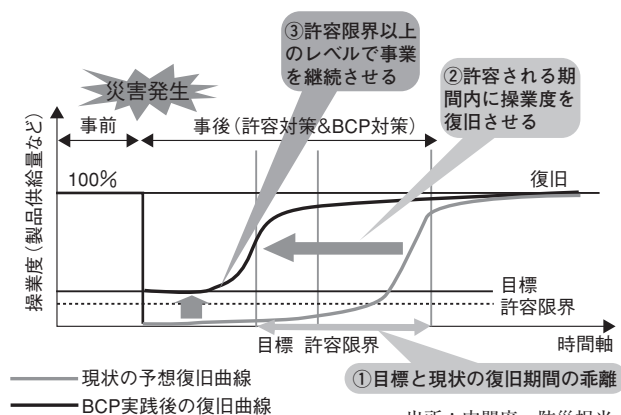 ③許容限界以上
のレベルで事業
を継続させる
②許容される期
間内に操業度を
復旧させる
災害発生
事前
事後(許容対策&BCP対策)
操業度(製品供給量など)
100%
復旧
目標
許容限界
目標 許容限界
時間軸
①目標と現状の復旧期間の乖離
現状の予想復旧曲線
BCP実践後の復旧曲線